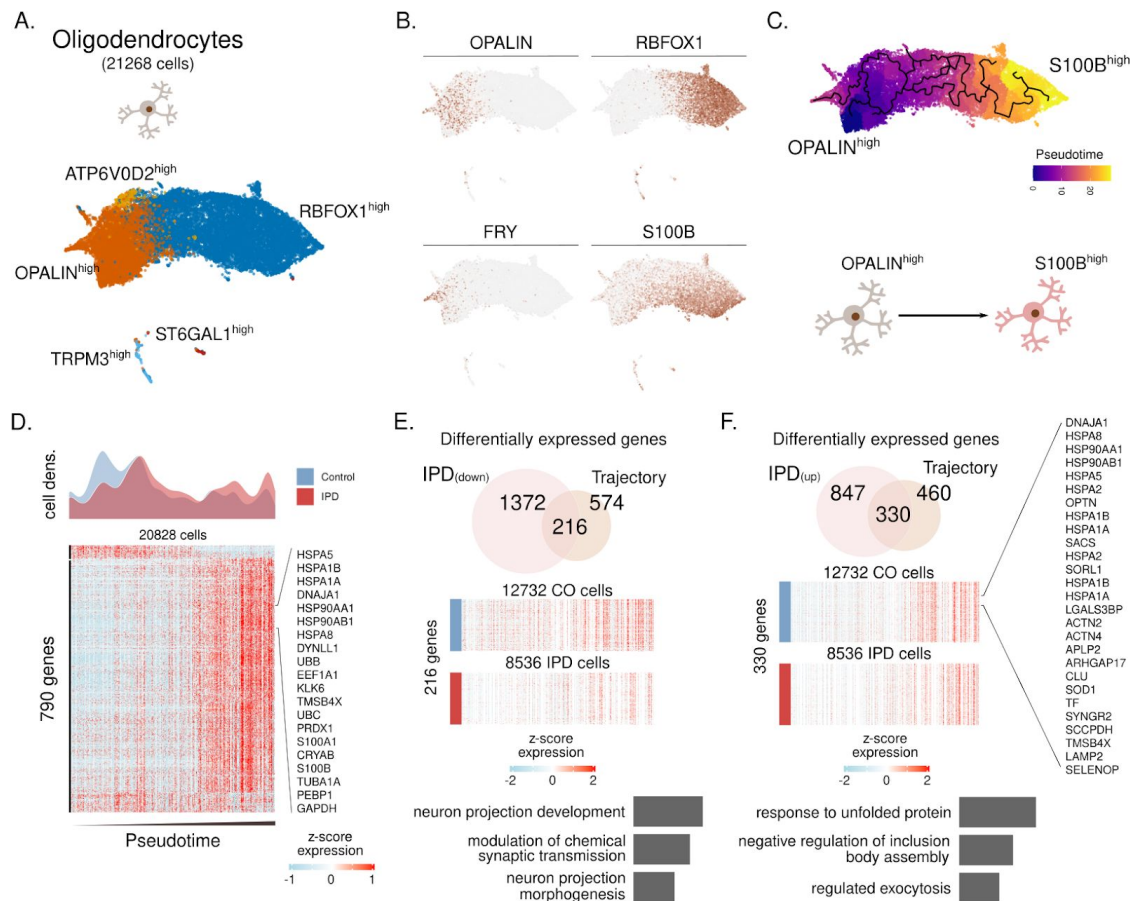 A.
Oligodendrocytes
(21268 cells)
ATP6V0D2high
RBFOX1high
OPALINhigh
ST6GAL1high
TRPM3high
B.
OPALIN
RBFOX1
FRY
S100B
C.
S100Bhigh
OPALINhigh
Pseudotime
0
10
20
OPALINhigh
S100Bhigh
D.
cell dens.
Control
IPD
20828 cells
790 genes
HSPA5
HSPA1B
HSPA1A
DNAJA1
HSP90AA1
HSP90AB1
HSPA8
DYNLL1
UBB
EEF1A1
KLK6
TMSB4X
UBC
PRDX1
S100A1
CRYAB
S100B
TUBA1A
PEBP1
GAPDH
Pseudotime
z-score
expression
-1 0 1
E.
Differentially expressed genes
IPD(down)
Trajectory
1372
574
216
12732 CO cells
216 genes
8536 IPD cells
z-score
expression
-2 0 2
neuron projection development
modulation of chemical
synaptic transmission
neuron projection
morphogenesis
F.
Differentially expressed genes
IPD(up)
Trajectory
847
460
330
12732 CO cells
330 genes
8536 IPD cells
z-score
expression
-2 0 2
DNAJA1
HSPA8
HSP90AA1
HSP90AB1
HSPA5
HSPA2
OPTN
HSPA1B
HSPA1A
SACS
HSPA2
SORL1
HSPA1B
HSPA1A
LGALS3BP
ACTN2
ACTN4
APLP2
ARHGAP17
CLU
SOD1
TF
SYNGR2
SCCPDH
TMSB4X
LAMP2
SELENOP
response to unfolded protein
negative regulation of inclusion
body assembly
regulated exocytosis